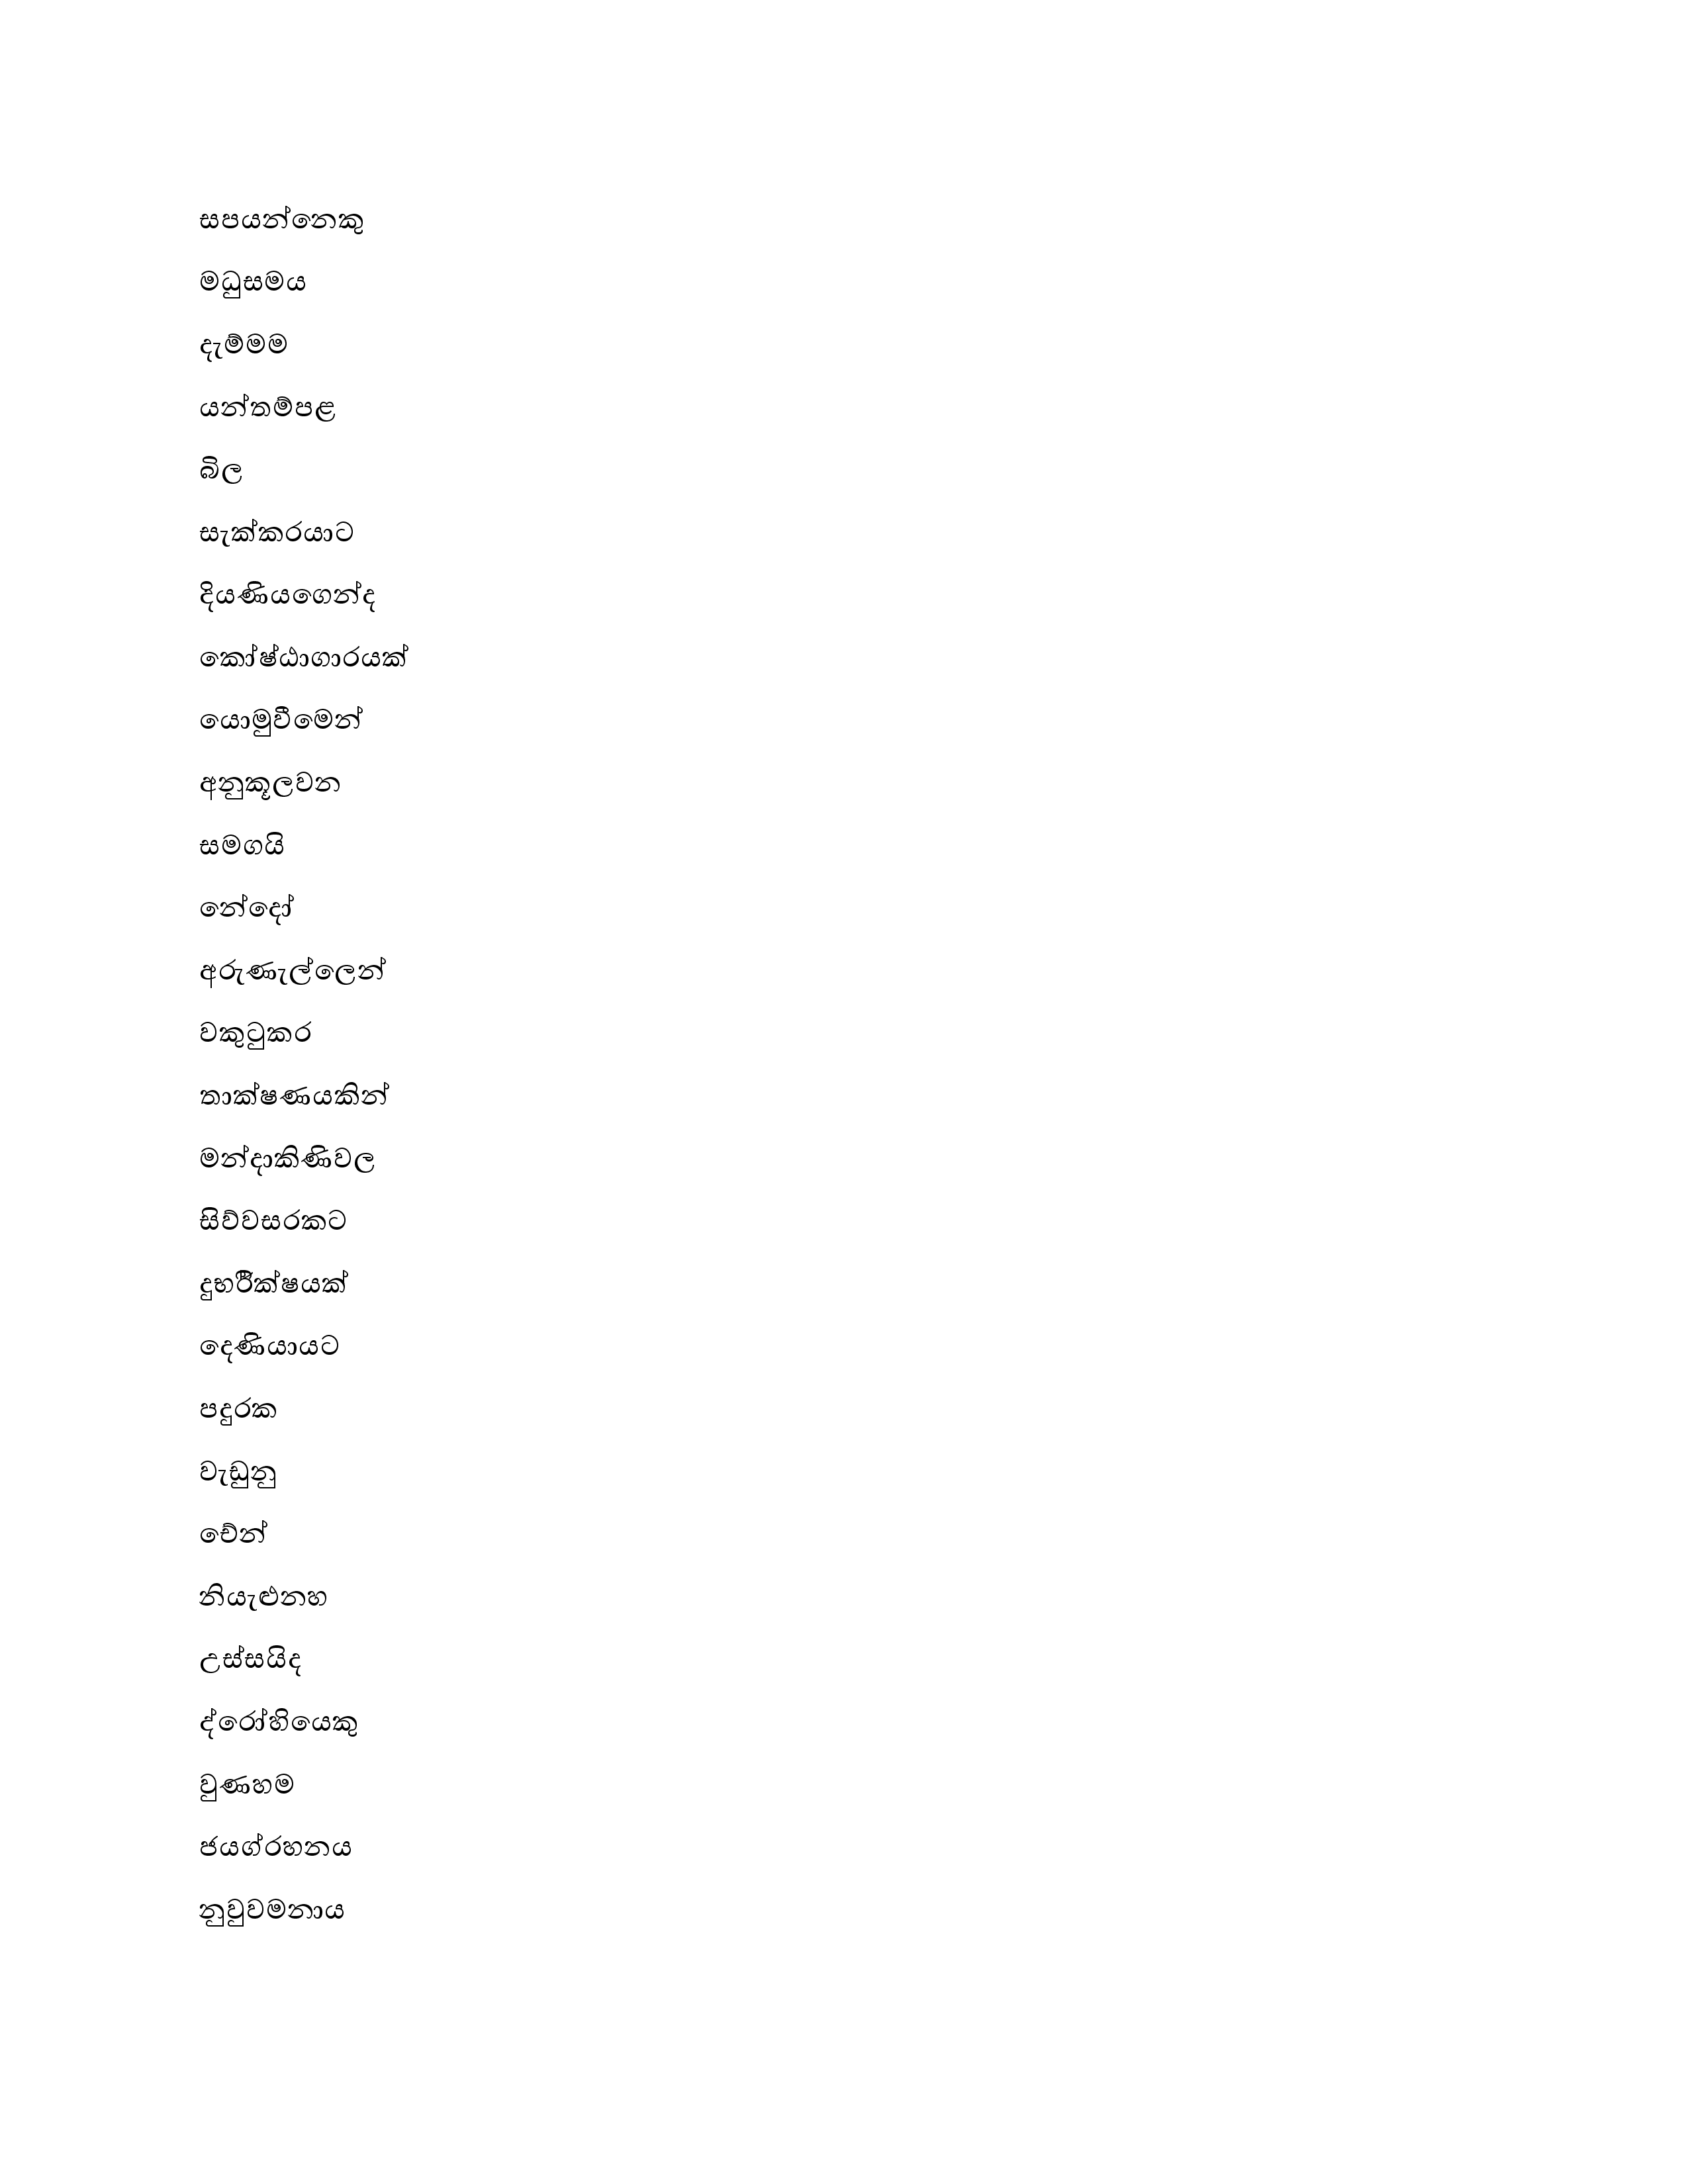 සපයන්නෙකු
මධුසමය
දැම්මම
යන්තම්පළ
බිල
සැක්කරයාට
දියණියගෙන්ද
කෝෂ්ඨාගාරයක්
යොමුවීමෙන්
අනුකූලවන
සමගයි
නේදෝ
අරුණැල්ලෙන්
වකුටුකර
තාක්ෂණයකින්
මන්දාකිණිවල
සිව්වසරකට
දුර්භික්ෂයක්
දෙණියායට
පදුරක
වැඩුනු
චේන්
නියැළුනහ
උස්සයිද
ද්රෝහියෙකු
වුණහම
ජයග්රහනය
නුවුවමනාය